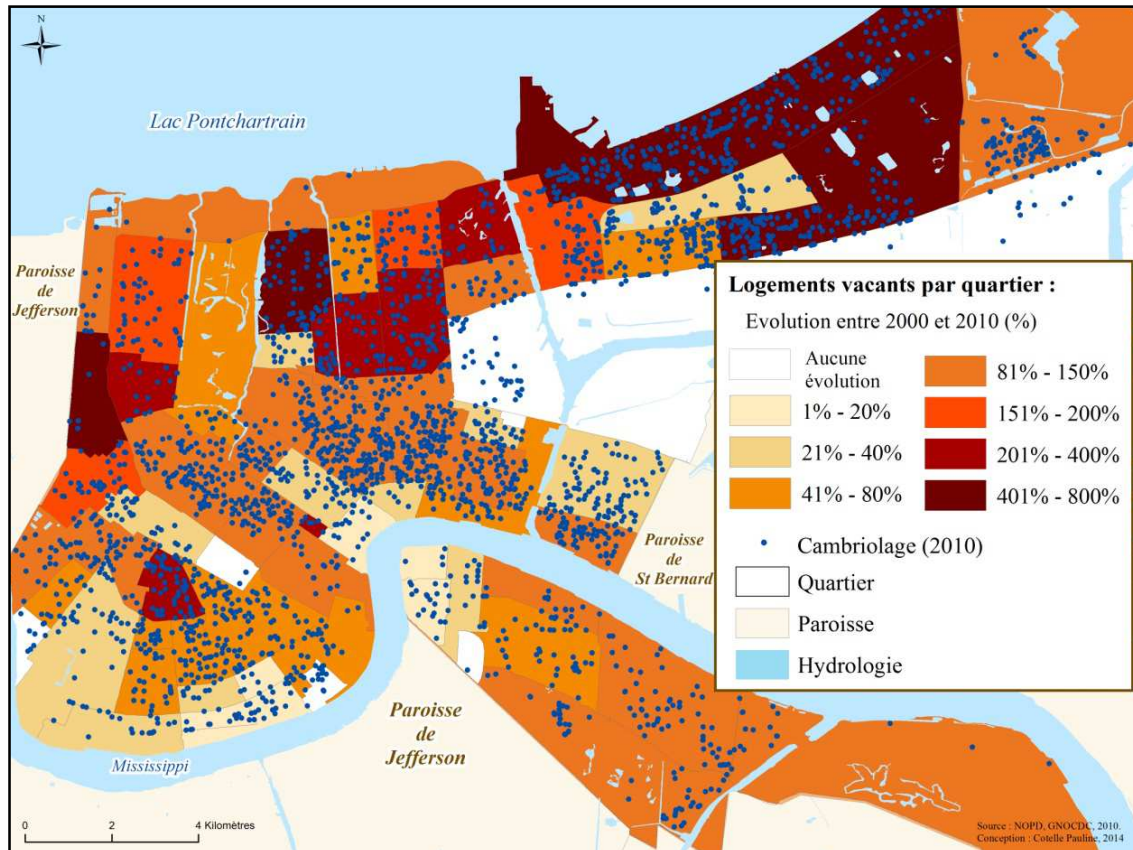 N
Lac Pontchartrain
Paroisse
de
Jefferson
Logements vacants par quartier :
Evolution entre 2000 et 2010 (%)
Aucune
évolution
1% - 20%
21% - 40%
41% - 80%
81% - 150%
151% - 200%
201% - 400%
401% - 800%
Cambriolage (2010)
Quartier
Paroisse
Hydrologie
Paroisse
de
St Bernard
Paroisse
de
Jefferson
Mississippi
0 2 4 Kilomètres
Source : NOPD, GNOCDC, 2010.
Conception : Cotelle Pauline, 2014